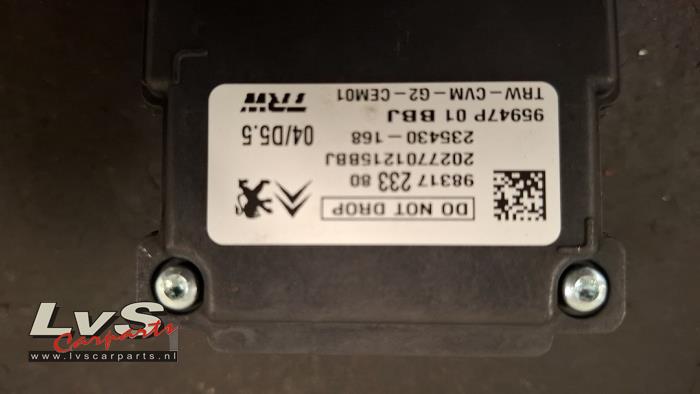 DO NOT DROP
98317 233 80
2027701215BBJ
235430-168
95947P 01 BBJ
TRW-CVM-G2-CEM01
04/D5.5
TRW
LvS
Carparts
www.lvscarparts.nl